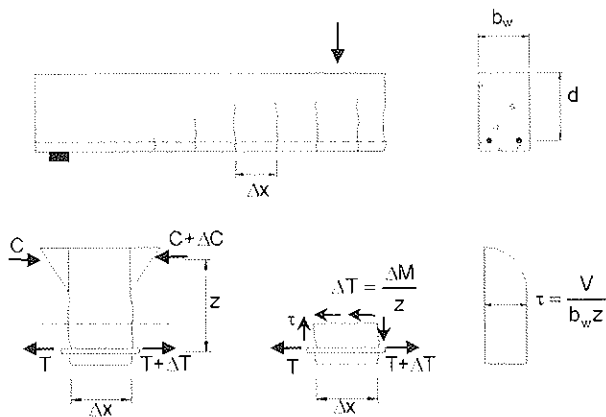 b_w
d
Δx
C
C+ΔC
z
T
T+ΔT
Δx
ΔT = ΔM/z
τ
T
T+ΔT
Δx
τ = V/(b_w z)